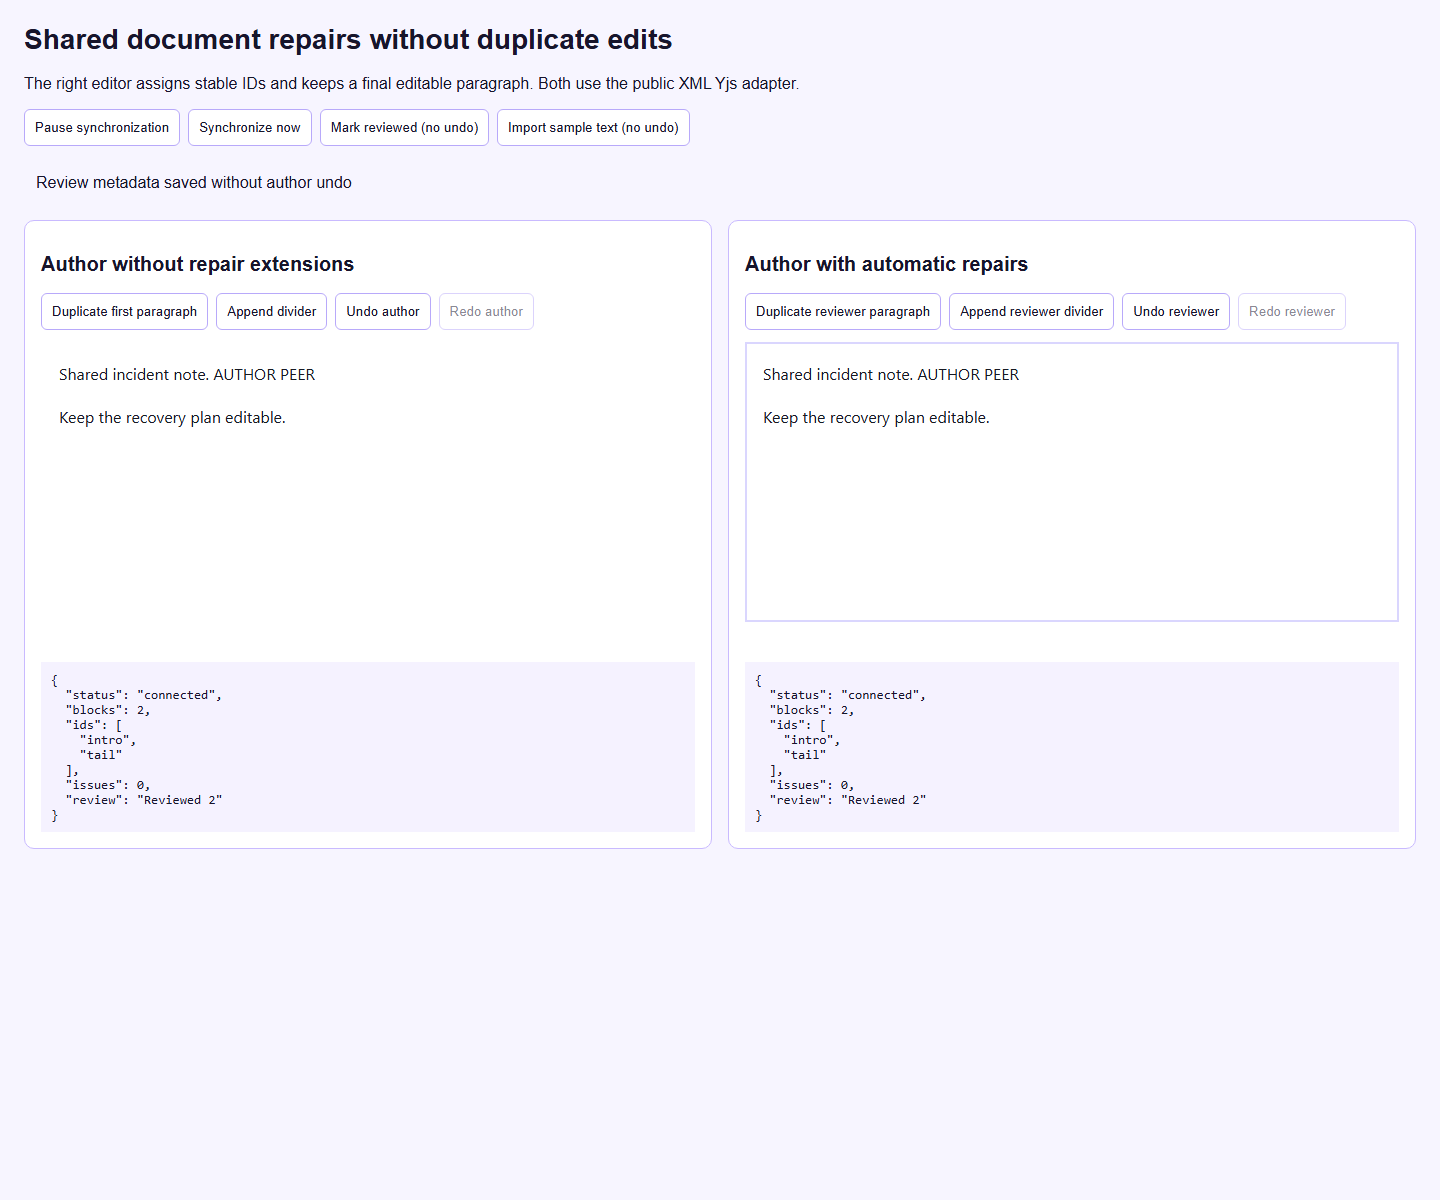 Shared document repairs without duplicate edits
The right editor assigns stable IDs and keeps a final editable paragraph. Both use the public XML Yjs adapter.
Pause synchronization
Synchronize now
Mark reviewed (no undo)
Import sample text (no undo)
Review metadata saved without author undo
Author without repair extensions
Duplicate first paragraph
Append divider
Undo author
Redo author
Shared incident note. AUTHOR PEER
Keep the recovery plan editable.
{
  "status": "connected",
  "blocks": 2,
  "ids": [
    "intro",
    "tail"
  ],
  "issues": 0,
  "review": "Reviewed 2"
}
Author with automatic repairs
Duplicate reviewer paragraph
Append reviewer divider
Undo reviewer
Redo reviewer
Shared incident note. AUTHOR PEER
Keep the recovery plan editable.
{
  "status": "connected",
  "blocks": 2,
  "ids": [
    "intro",
    "tail"
  ],
  "issues": 0,
  "review": "Reviewed 2"
}